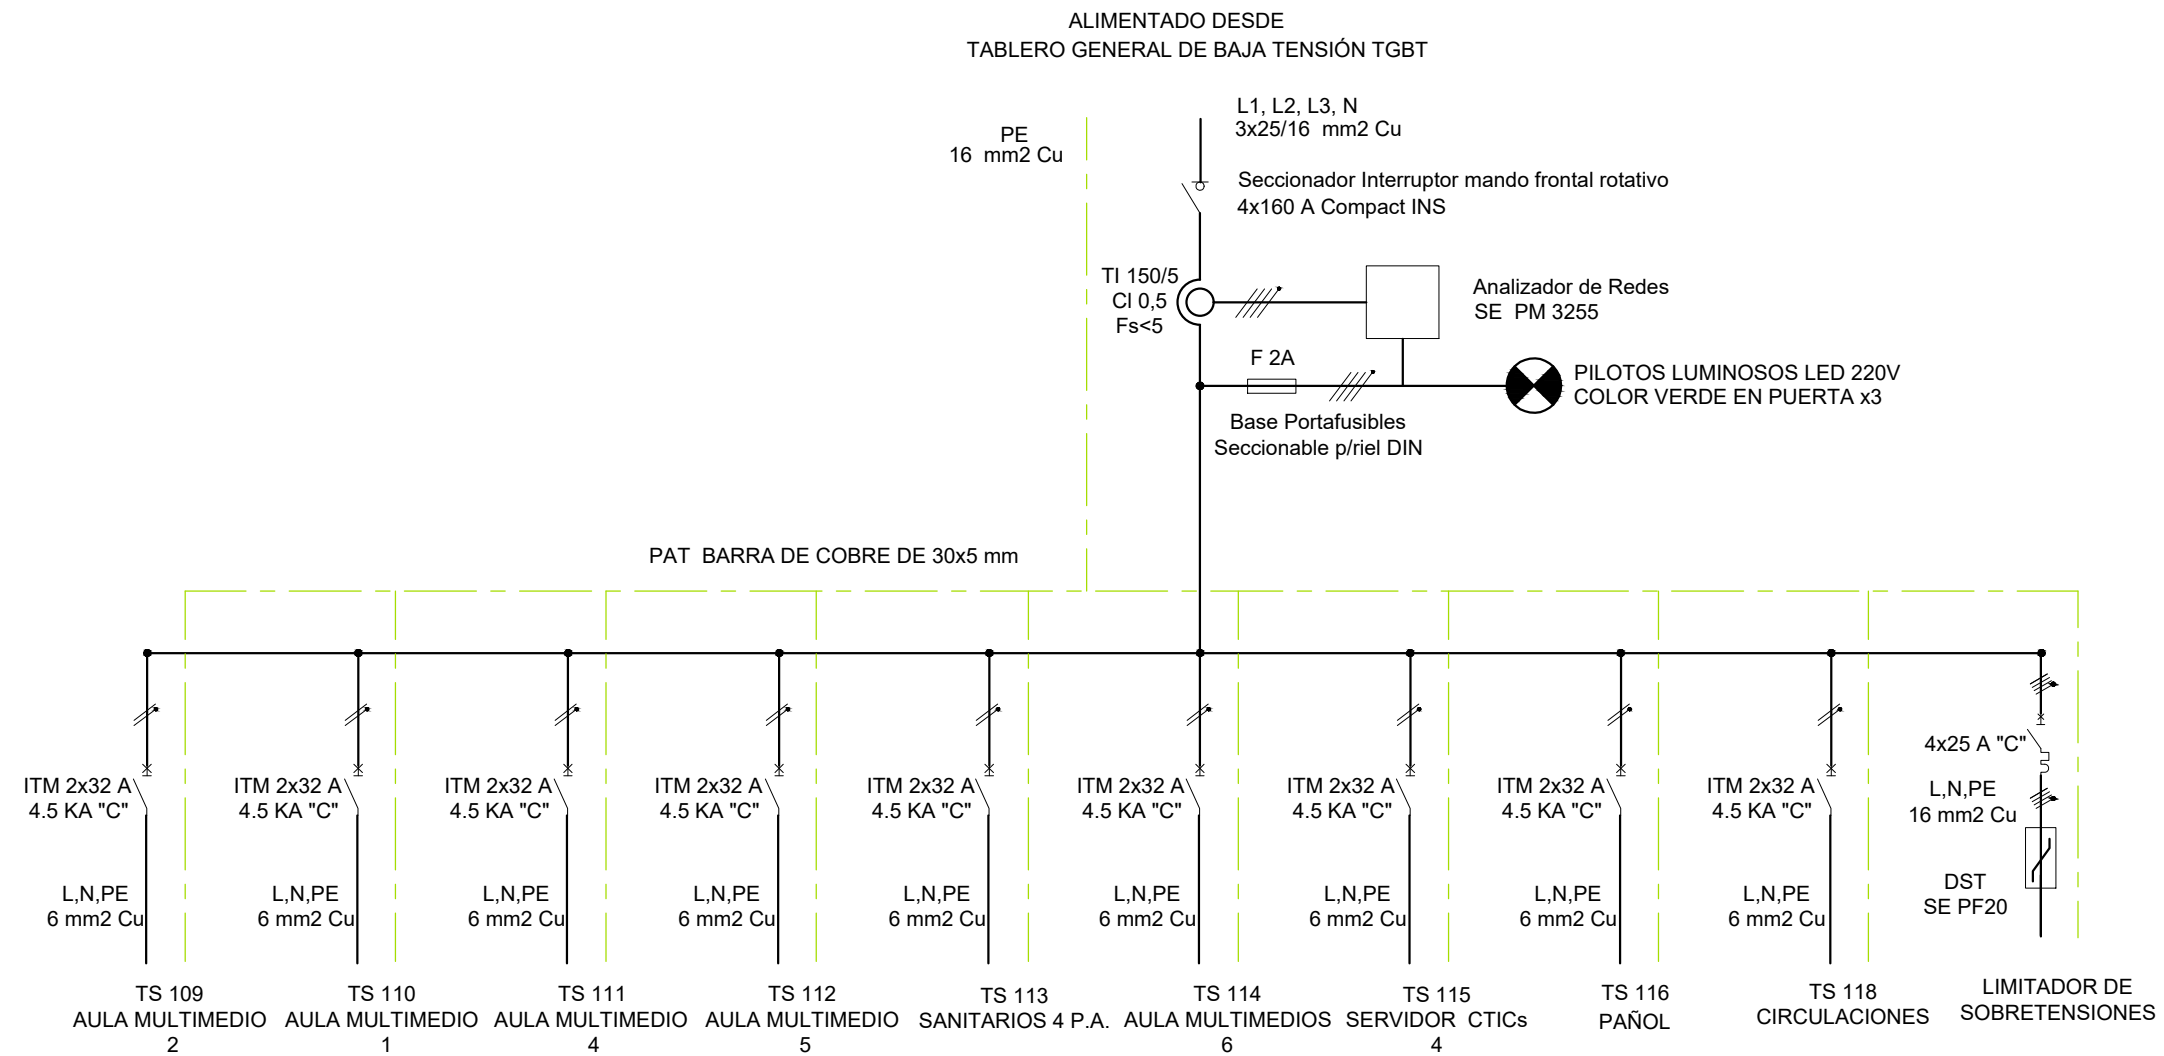 ALIMENTADO DESDE
TABLERO GENERAL DE BAJA TENSIÓN TGBT
L1, L2, L3, N
3x25/16 mm2 Cu
PE
16 mm2 Cu
Seccionador Interruptor mando frontal rotativo
4x160 A Compact INS
TI 150/5
Cl 0,5
Fs<5
Analizador de Redes
SE PM 3255
F 2A
PILOTOS LUMINOSOS LED 220V
COLOR VERDE EN PUERTA x3
Base Portafusibles
Seccionable p/riel DIN
PAT BARRA DE COBRE DE 30x5 mm
ITM 2x32 A
4.5 KA "C"
L,N,PE
6 mm2 Cu
TS 109
AULA MULTIMEDIO
2
ITM 2x32 A
4.5 KA "C"
L,N,PE
6 mm2 Cu
TS 110
AULA MULTIMEDIO
1
ITM 2x32 A
4.5 KA "C"
L,N,PE
6 mm2 Cu
TS 111
AULA MULTIMEDIO
4
ITM 2x32 A
4.5 KA "C"
L,N,PE
6 mm2 Cu
TS 112
AULA MULTIMEDIO
5
ITM 2x32 A
4.5 KA "C"
L,N,PE
6 mm2 Cu
TS 113
SANITARIOS 4 P.A.
ITM 2x32 A
4.5 KA "C"
L,N,PE
6 mm2 Cu
TS 114
AULA MULTIMEDIOS
6
ITM 2x32 A
4.5 KA "C"
L,N,PE
6 mm2 Cu
TS 115
SERVIDOR CTICs
4
ITM 2x32 A
4.5 KA "C"
L,N,PE
6 mm2 Cu
TS 116
PAÑOL
ITM 2x32 A
4.5 KA "C"
L,N,PE
6 mm2 Cu
TS 118
CIRCULACIONES
4x25 A "C"
L,N,PE
16 mm2 Cu
DST
SE PF20
LIMITADOR DE
SOBRETENSIONES